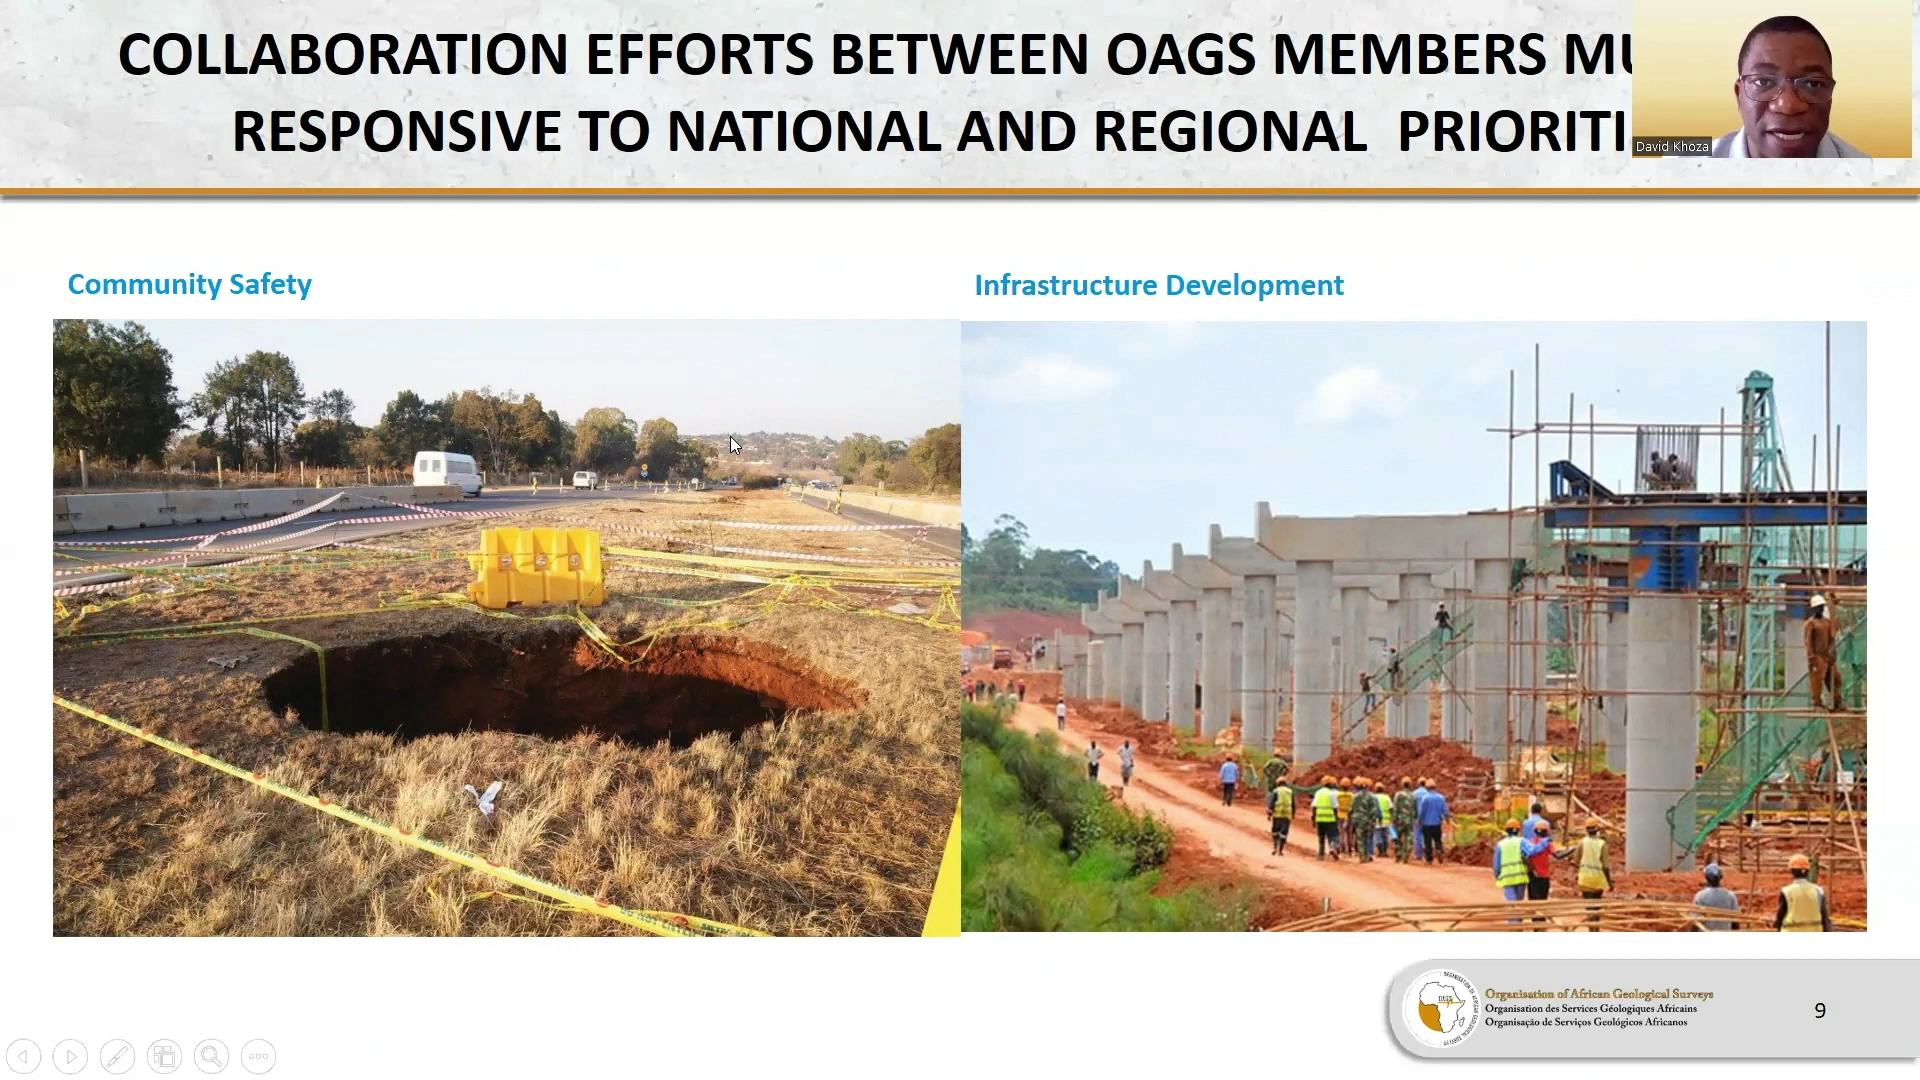 COLLABORATION EFFORTS BETWEEN OAGS MEMBERS
RESPONSIVE TO NATIONAL AND REGIONAL PRIORITI
David Khoza
Community Safety
Infrastructure Development
Organisation of African Geological Surveys
Organisation des Services Géologiques Africains
Organisação de Serviços Geológicos Africanos
9